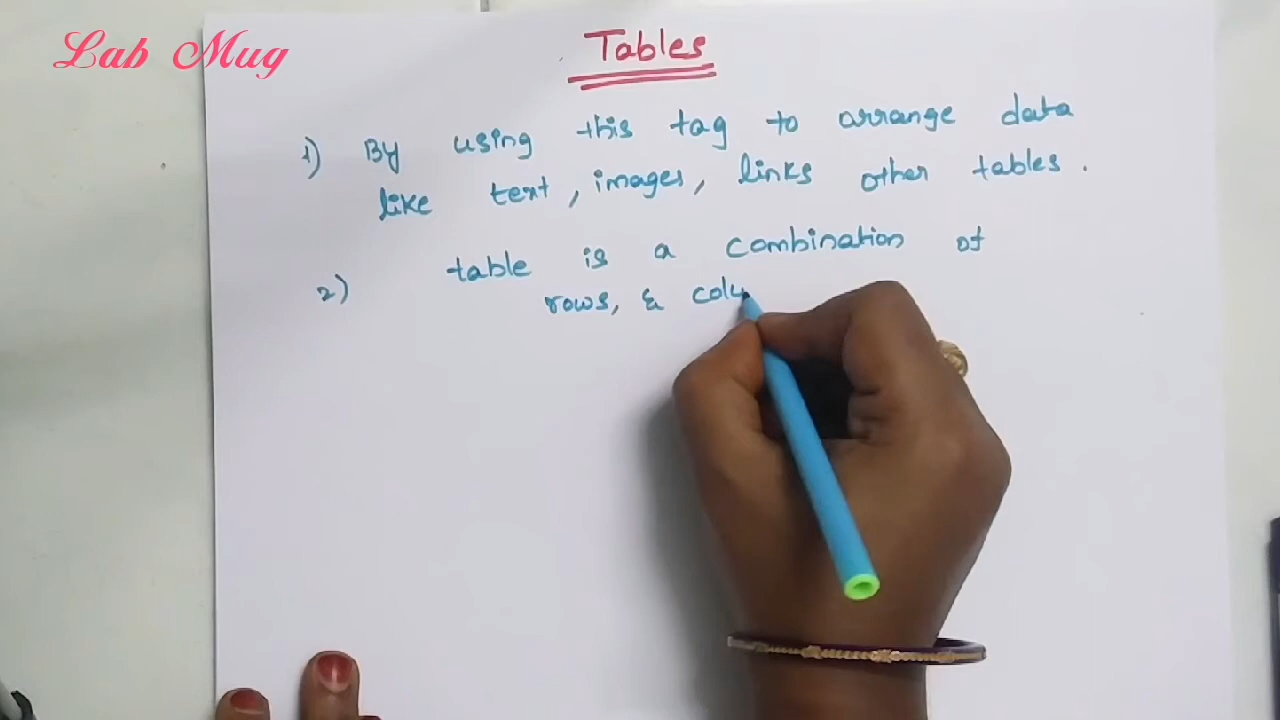 Lab Mug
Tables
1) By using this tag to arrange data
like text, images, links other tables.
2) table is a combination of
rows, & colu